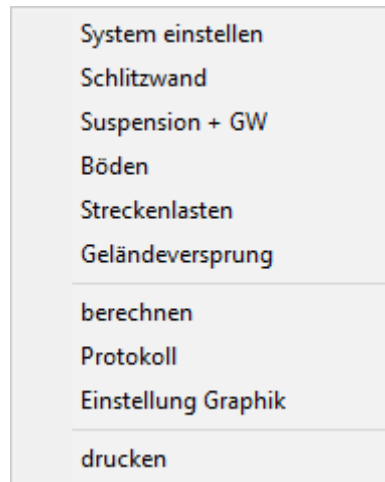 System einstellen
Schlitzwand
Suspension + GW
Böden
Streckenlasten
Geländeversprung
berechnen
Protokoll
Einstellung Graphik
drucken